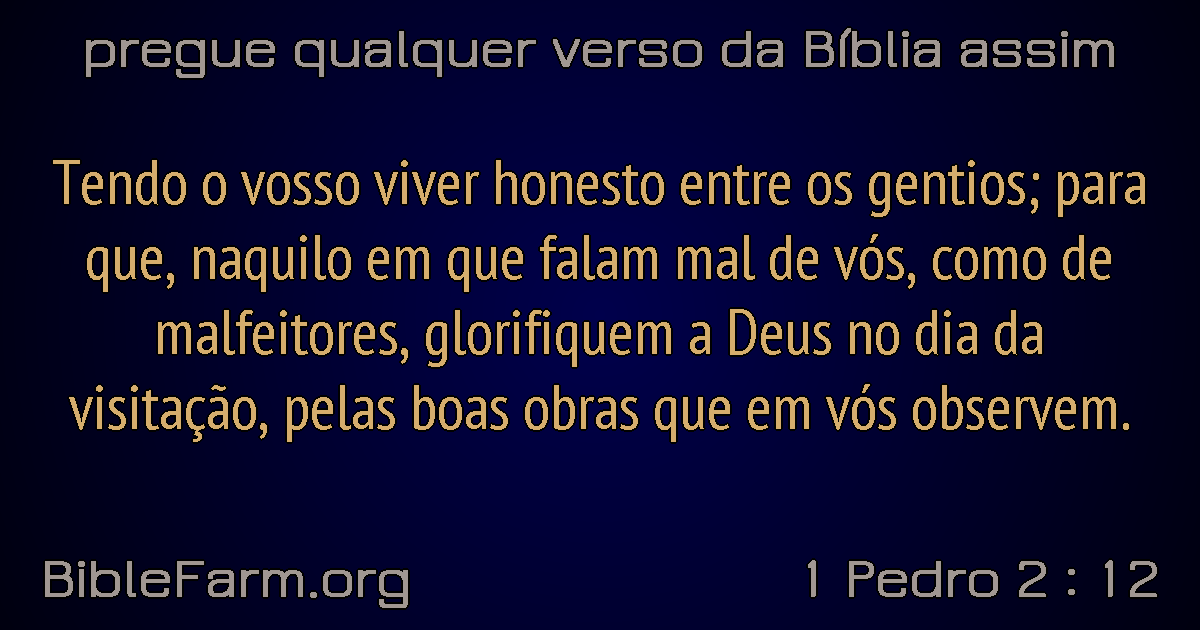 pregue qualquer verso da Bíblia assim
Tendo o vosso viver honesto entre os gentios; para
que, naquilo em que falam mal de vós, como de
malfeitores, glorifiquem a Deus no dia da
visitação, pelas boas obras que em vós observem.
BibleFarm.org
1 Pedro 2 : 12